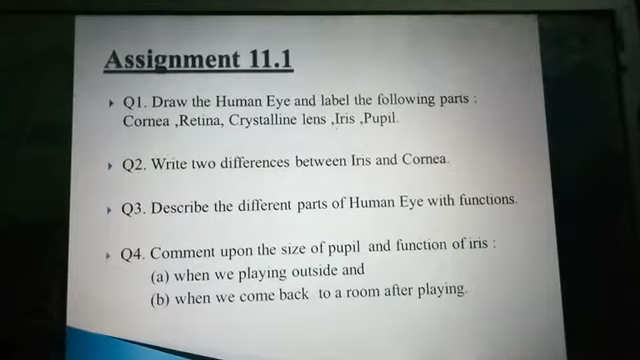 Assignment 11.1
Q1. Draw the Human Eye and label the following parts :
Cornea ,Retina, Crystalline lens ,Iris ,Pupil.
Q2. Write two differences between Iris and Cornea.
Q3. Describe the different parts of Human Eye with functions.
Q4. Comment upon the size of pupil and function of iris :
(a) when we playing outside and
(b) when we come back to a room after playing.